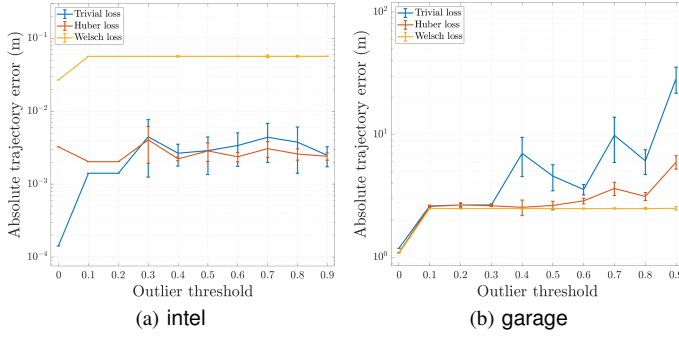 Trivial loss
Huber loss
Welsch loss
10^-1
10^-2
10^-3
10^-4
Absolute trajectory error (m)
0 0.1 0.2 0.3 0.4 0.5 0.6 0.7 0.8 0.9
Outlier threshold
(a) intel
Trivial loss
Huber loss
Welsch loss
10^2
10^1
10^0
Absolute trajectory error (m)
0 0.1 0.2 0.3 0.4 0.5 0.6 0.7 0.8 0.9
Outlier threshold
(b) garage